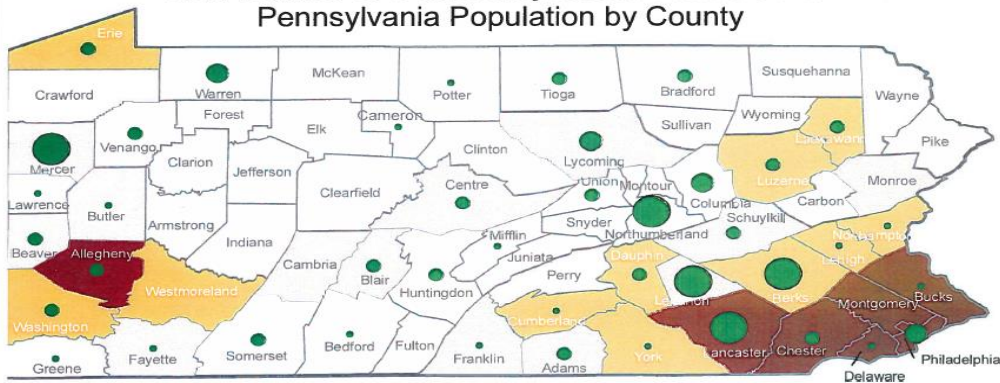 Pennsylvania Population by County
Erie
Crawford
Warren
McKean
Potter
Tioga
Bradford
Susquehanna
Wayne
Forest
Cameron
Elk
Venango
Clarion
Jefferson
Mercer
Lawrence
Butler
Armstrong
Clearfield
Clinton
Lycoming
Sullivan
Wyoming
Lackawanna
Pike
Luzerne
Monroe
Centre
Union
Montour
Columbia
Carbon
Schuylkill
Snyder
Northumberland
Northampton
Lehigh
Beaver
Allegheny
Indiana
Cambria
Blair
Huntingdon
Mifflin
Juniata
Perry
Dauphin
Lebanon
Berks
Montgomery
Bucks
Westmoreland
Washington
Greene
Fayette
Somerset
Bedford
Fulton
Franklin
Cumberland
Adams
York
Lancaster
Chester
Delaware
Philadelphia